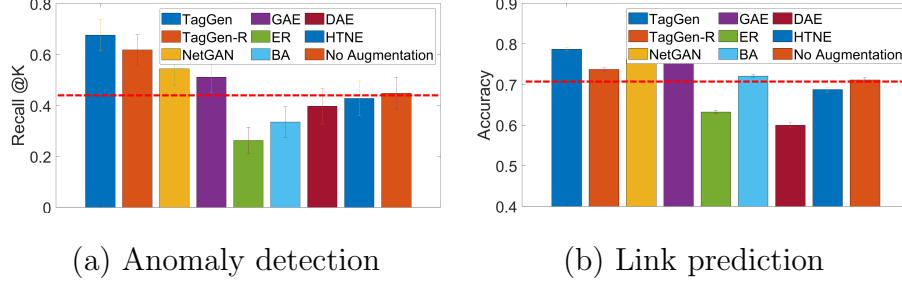 0.8
0.6
0.4
0.2
0
Recall @K
TagGen GAE DAE
TagGen-R ER HTNE
NetGAN BA No Augmentation
(a) Anomaly detection
0.9
0.8
0.7
0.6
0.5
0.4
Accuracy
TagGen GAE DAE
TagGen-R ER HTNE
NetGAN BA No Augmentation
(b) Link prediction